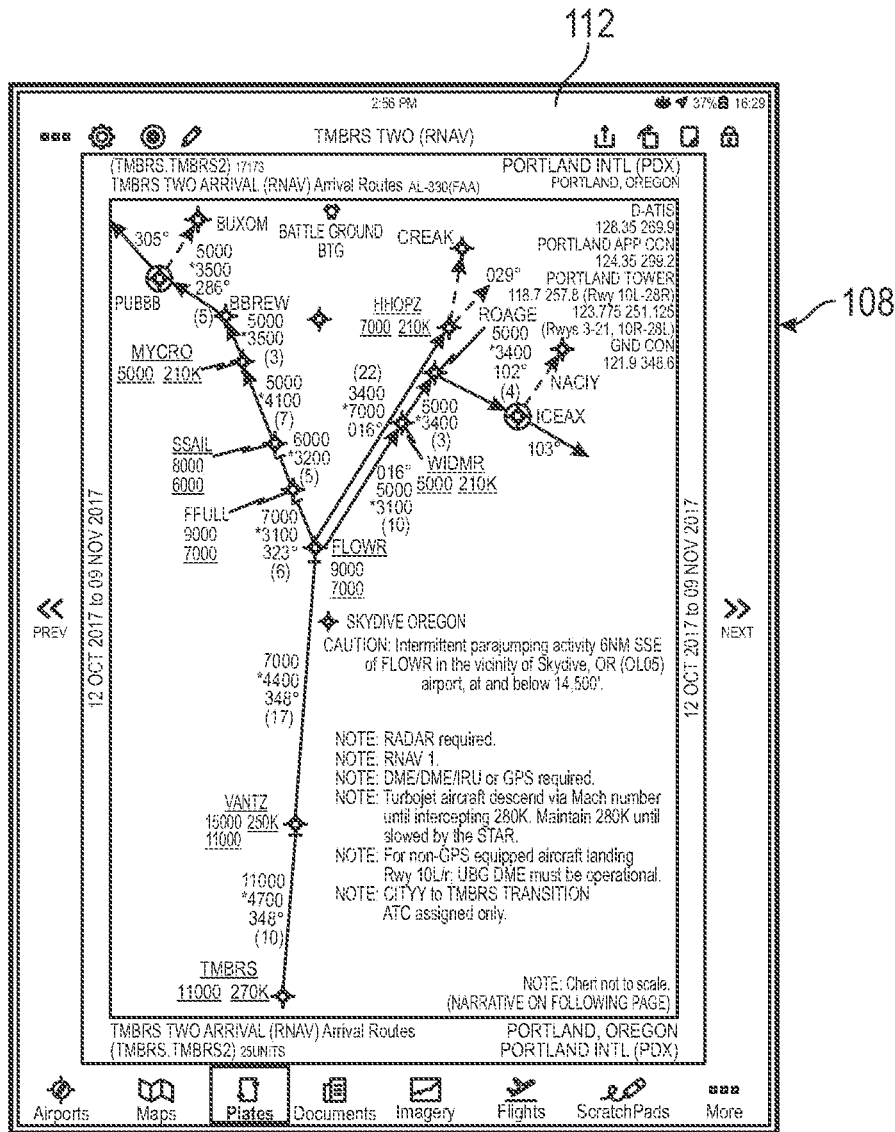 112
108
2:56 PM
37% 16:29
TMBRS TWO (RNAV)
(TMBRS.TMBRS2) 17173
PORTLAND INTL (PDX)
TMBRS TWO ARRIVAL (RNAV) Arrival Routes AL-330(FAA)
PORTLAND, OREGON
D-ATIS
128.35 269.9
PORTLAND APP CON
124.35 299.2
PORTLAND TOWER
118.7 257.8 (Rwy 10L-28R)
123.775 251.125
(Rwys 3-21, 10R-28L)
GND CON
121.9 348.6
305°
BUXOM
5000
*3500
286°
PUBBB
BATTLE GROUND
BTG
CREAK
029°
HHOPZ
7000 210K
ROAGE
5000
*3400
102°
(4)
NACIY
ICEAX
103°
BBREW
(5)
5000
*3500
(3)
MYCRO
5000 210K
5000
*4100
(7)
(22)
3400
*7000
016°
5000
*3400
(3)
WIDMR
5000 210K
SSAIL
8000
6000
6000
*3200
(5)
016°
5000
*3100
(10)
FFULL
9000
7000
7000
*3100
323°
(6)
FLOWR
9000
7000
SKYDIVE OREGON
CAUTION: Intermittent parajumping activity 6NM SSE
of FLOWR in the vicinity of Skydive, OR (OL05)
airport, at and below 14,500'.
7000
*4400
348°
(17)
NOTE: RADAR required.
NOTE: RNAV 1.
NOTE: DME/DME/IRU or GPS required.
NOTE: Turbojet aircraft descend via Mach number
until intercepting 280K. Maintain 280K until
slowed by the STAR.
NOTE: For non-GPS equipped aircraft landing
Rwy 10L/r; UBG DME must be operational.
NOTE: CITYY to TMBRS TRANSITION
ATC assigned only.
VANTZ
15000 250K
11000
11000
*4700
348°
(10)
TMBRS
11000 270K
NOTE: Chert not to scale.
(NARRATIVE ON FOLLOWING PAGE)
12 OCT 2017 to 09 NOV 2017
12 OCT 2017 to 09 NOV 2017
PREV
NEXT
TMBRS TWO ARRIVAL (RNAV) Arrival Routes
PORTLAND, OREGON
(TMBRS.TMBRS2) 25UNITS
PORTLAND INTL (PDX)
Airports Maps Plates Documents Imagery Flights ScratchPads More